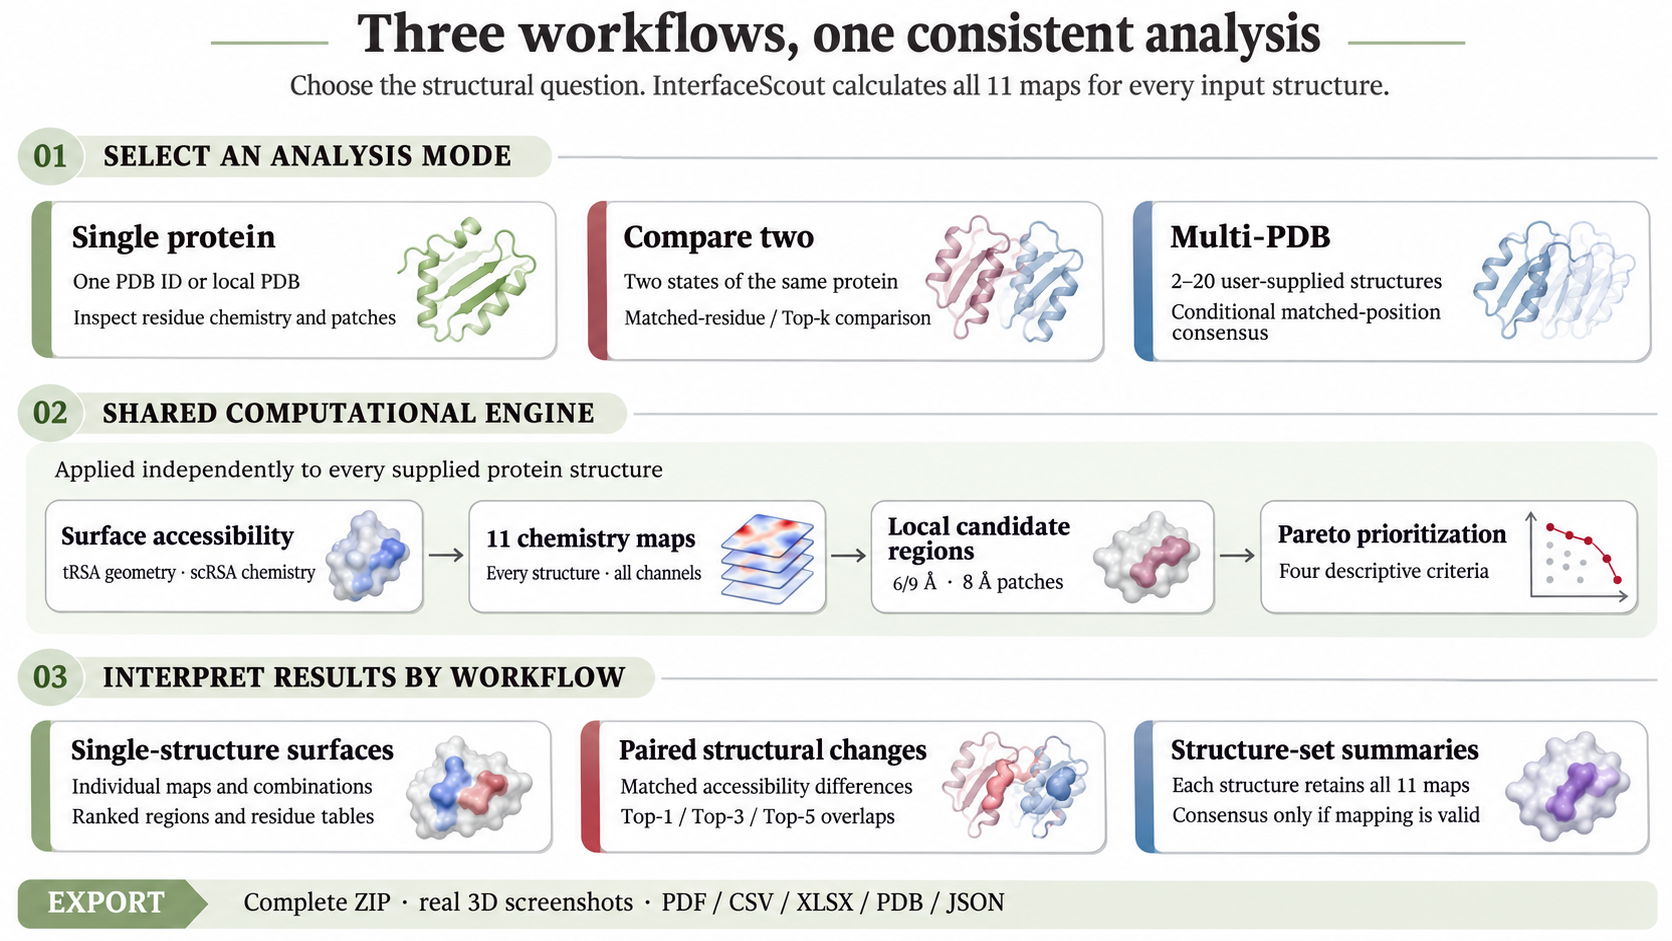 Three workflows, one consistent analysis
Choose the structural question. InterfaceScout calculates all 11 maps for every input structure.
01 SELECT AN ANALYSIS MODE
Single protein
One PDB ID or local PDB
Inspect residue chemistry and patches
Compare two
Two states of the same protein
Matched-residue / Top-k comparison
Multi-PDB
2–20 user-supplied structures
Conditional matched-position
consensus
02 SHARED COMPUTATIONAL ENGINE
Applied independently to every supplied protein structure
Surface accessibility
tRSA geometry · scRSA chemistry
11 chemistry maps
Every structure · all channels
Local candidate
regions
6/9 Å · 8 Å patches
Pareto prioritization
Four descriptive criteria
03 INTERPRET RESULTS BY WORKFLOW
Single-structure surfaces
Individual maps and combinations
Ranked regions and residue tables
Paired structural changes
Matched accessibility differences
Top-1 / Top-3 / Top-5 overlaps
Structure-set summaries
Each structure retains all 11 maps
Consensus only if mapping is valid
EXPORT
Complete ZIP · real 3D screenshots · PDF / CSV / XLSX / PDB / JSON